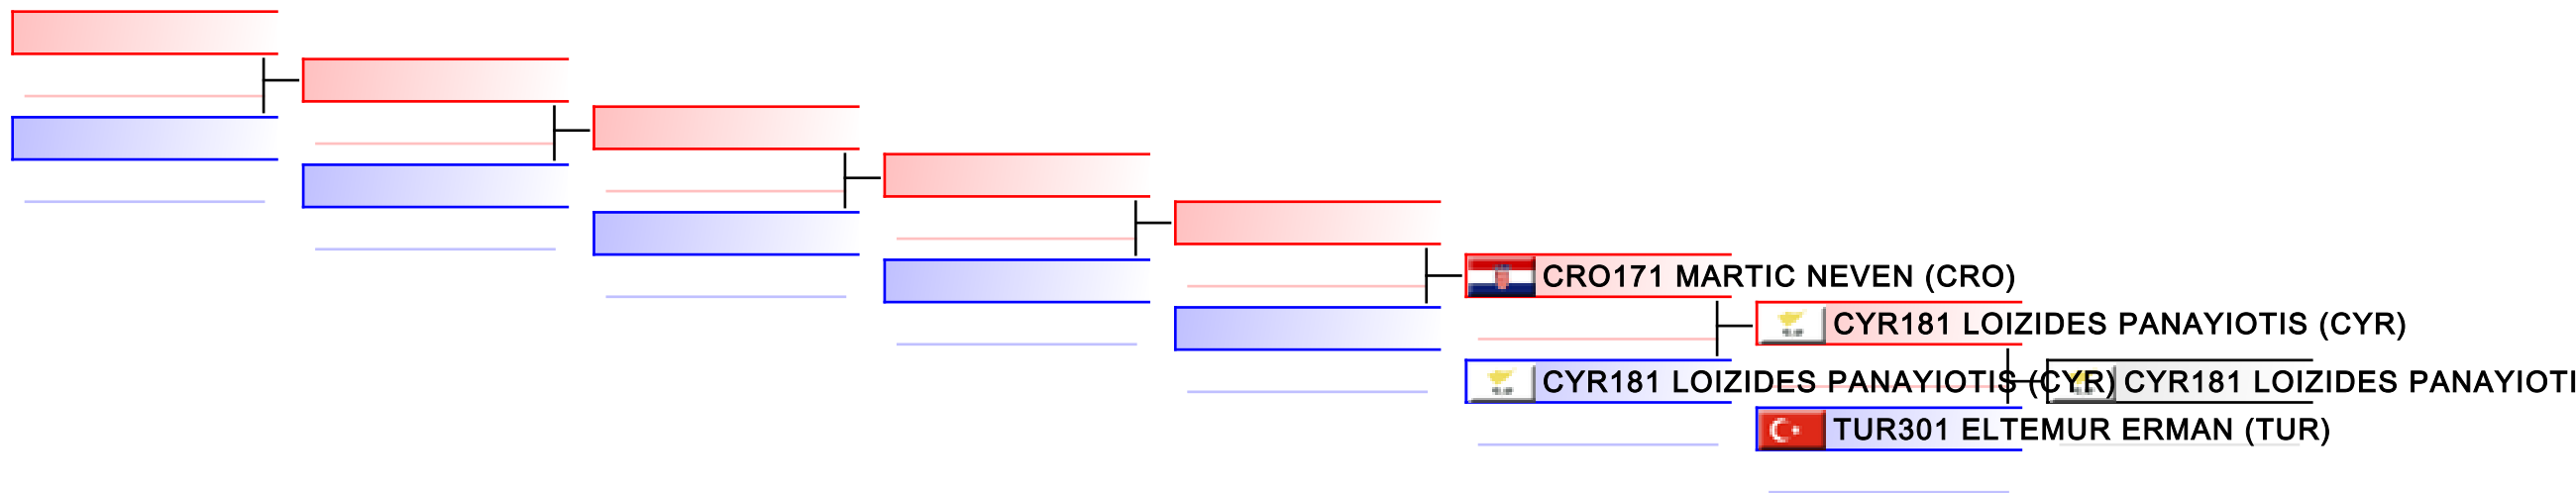 CRO171 MARTIC NEVEN (CRO)
CYR181 LOIZIDES PANAYIOTIS (CYR)
CYR181 LOIZIDES PANAYIOTIS (CYR)
CYR181 LOIZIDES PANAYIOTI
TUR301 ELTEMUR ERMAN (TUR)